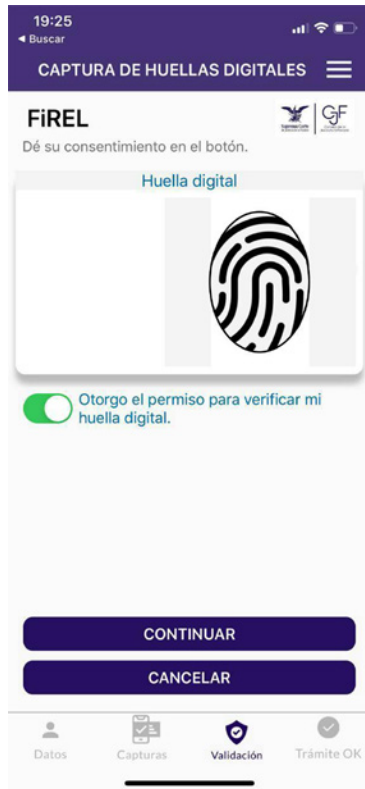 19:25
◀ Buscar
CAPTURA DE HUELLAS DIGITALES
FiREL
CJF
Dé su consentimiento en el botón.
Huella digital
Otorgo el permiso para verificar mi
huella digital.
CONTINUAR
CANCELAR
Datos
Capturas
Validación
Trámite OK